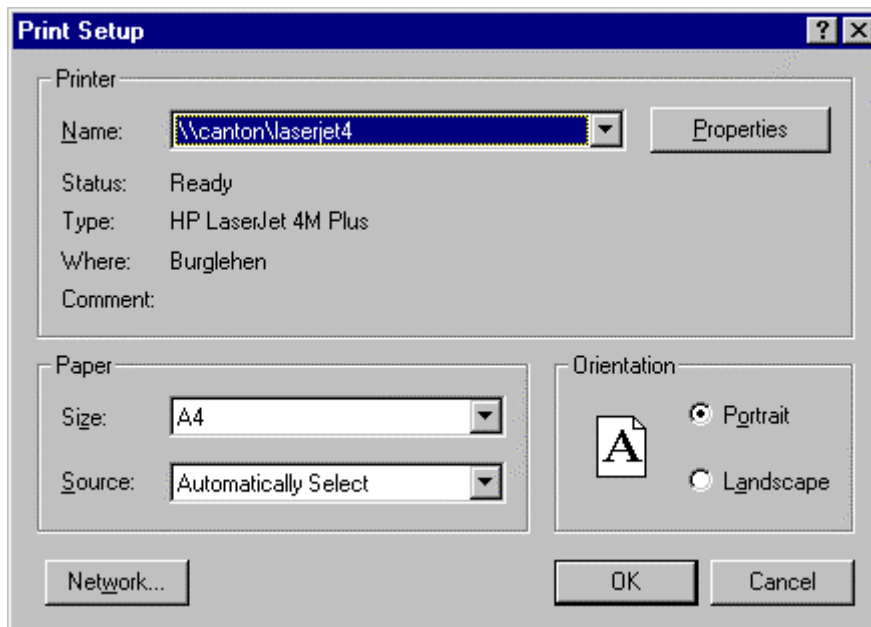 Print Setup
Printer
Name: \\canton\laserjet4 Properties
Status: Ready
Type: HP LaserJet 4M Plus
Where: Burglehen
Comment:
Paper Orientation
Size: A4 Portrait
A
Source: Automatically Select Landscape
Network... OK Cancel